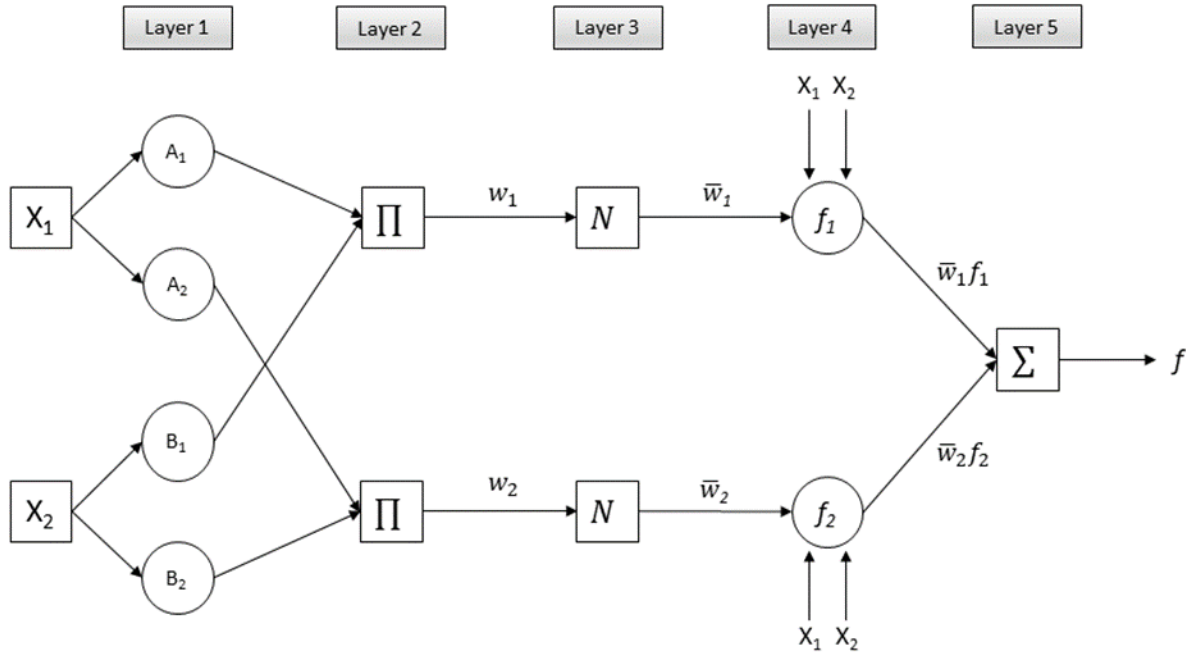 Layer 1 Layer 2 Layer 3 Layer 4 Layer 5
X₁ X₂
A₁
X₁ ∏ w₁ N w̅₁ f₁
A₂
w̅₁f₁
∑ f
B₁
w̅₂f₂
X₂ ∏ w₂ N w̅₂ f₂
B₂
X₁ X₂